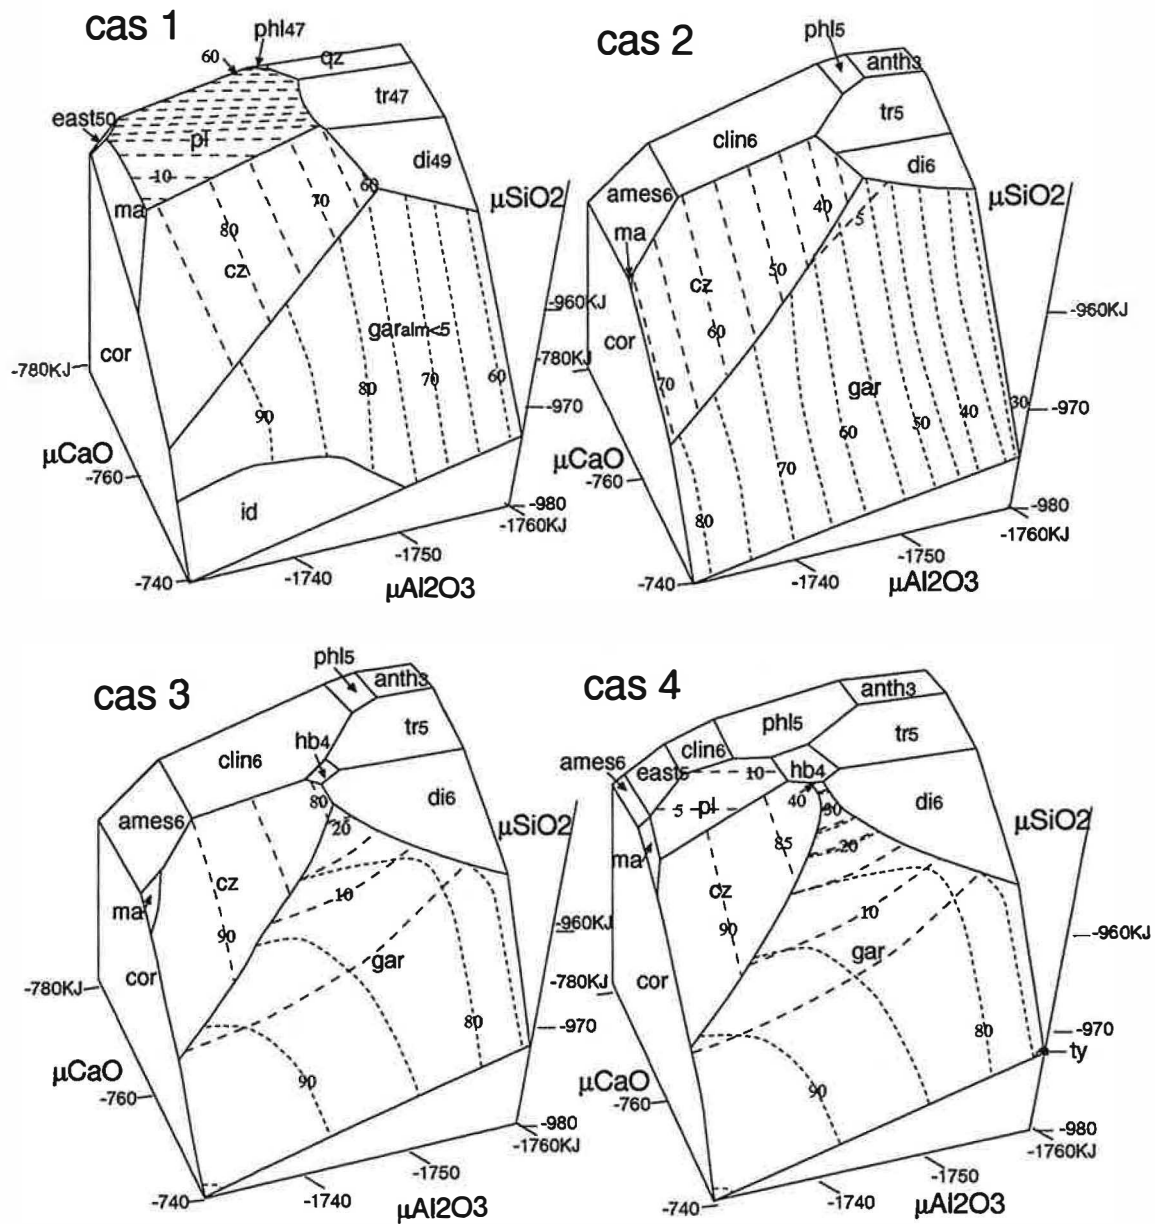 cas 1
phl47
60
qz
tr47
east50
pl
10
di49
ma
60
70
80
cz
μSiO2
-960KJ
garalm<5
cor
-780KJ
80
70
60
90
-970
μCaO
-760
id
-980
-1760KJ
-1750
-740
-1740
μAl2O3
cas 2
phl5
anth3
tr5
clin6
di6
ames6
μSiO2
40
5
ma
50
cz
-960KJ
60
cor
-780KJ
70
gar
30
-970
40
50
60
μCaO
-760
70
80
-980
-1760KJ
-1750
-740
-1740
μAl2O3
cas 3
phl5
anth3
tr5
hb4
clin6
di6
80
ames6
20
μSiO2
cz
10
ma
90
-960KJ
gar
cor
-780KJ
80
-970
μCaO
90
-760
-980
-1760KJ
-1750
-740
-1740
μAl2O3
cas 4
anth3
phl5
tr5
clin6
ames6
east5
10
hb4
5
pl
40
30
di6
μSiO2
85
20
ma
cz
10
90
-960KJ
gar
cor
-780KJ
80
-970
ty
μCaO
90
-760
-980
-1760KJ
-1750
-740
-1740
μAl2O3